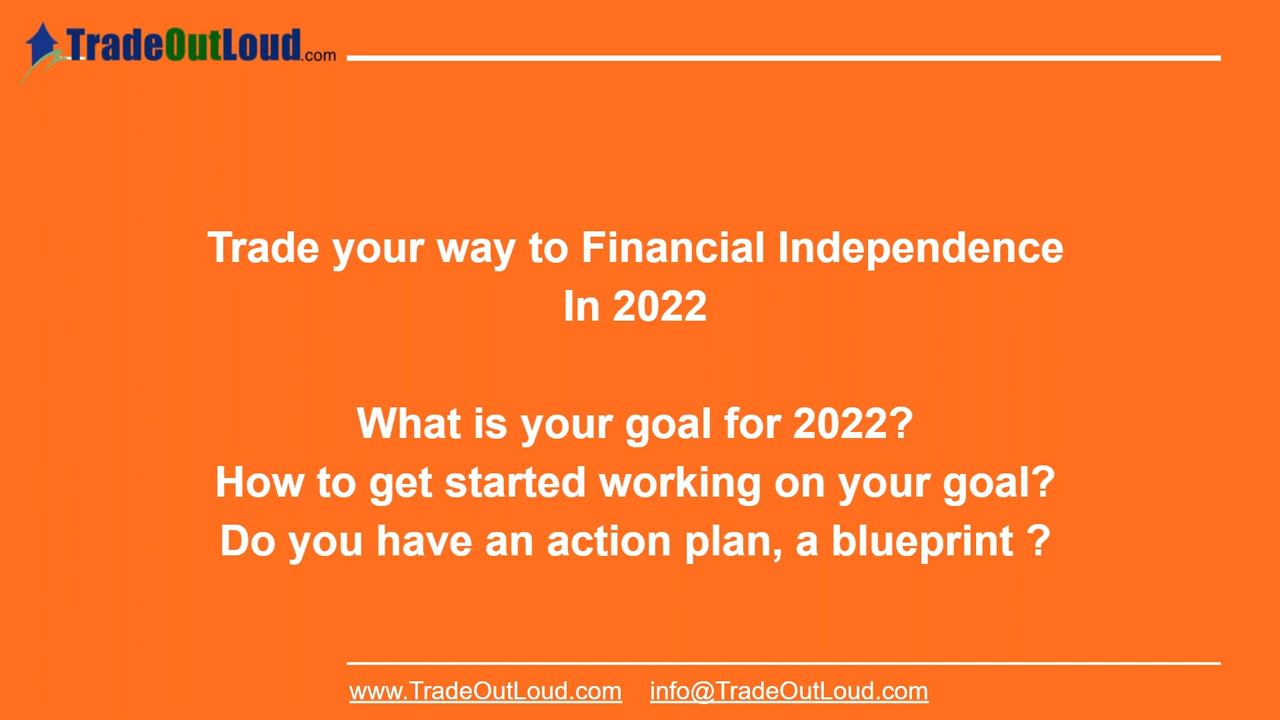 TradeOutLoud.com
Trade your way to Financial Independence
In 2022
What is your goal for 2022?
How to get started working on your goal?
Do you have an action plan, a blueprint ?
www.TradeOutLoud.com info@TradeOutLoud.com